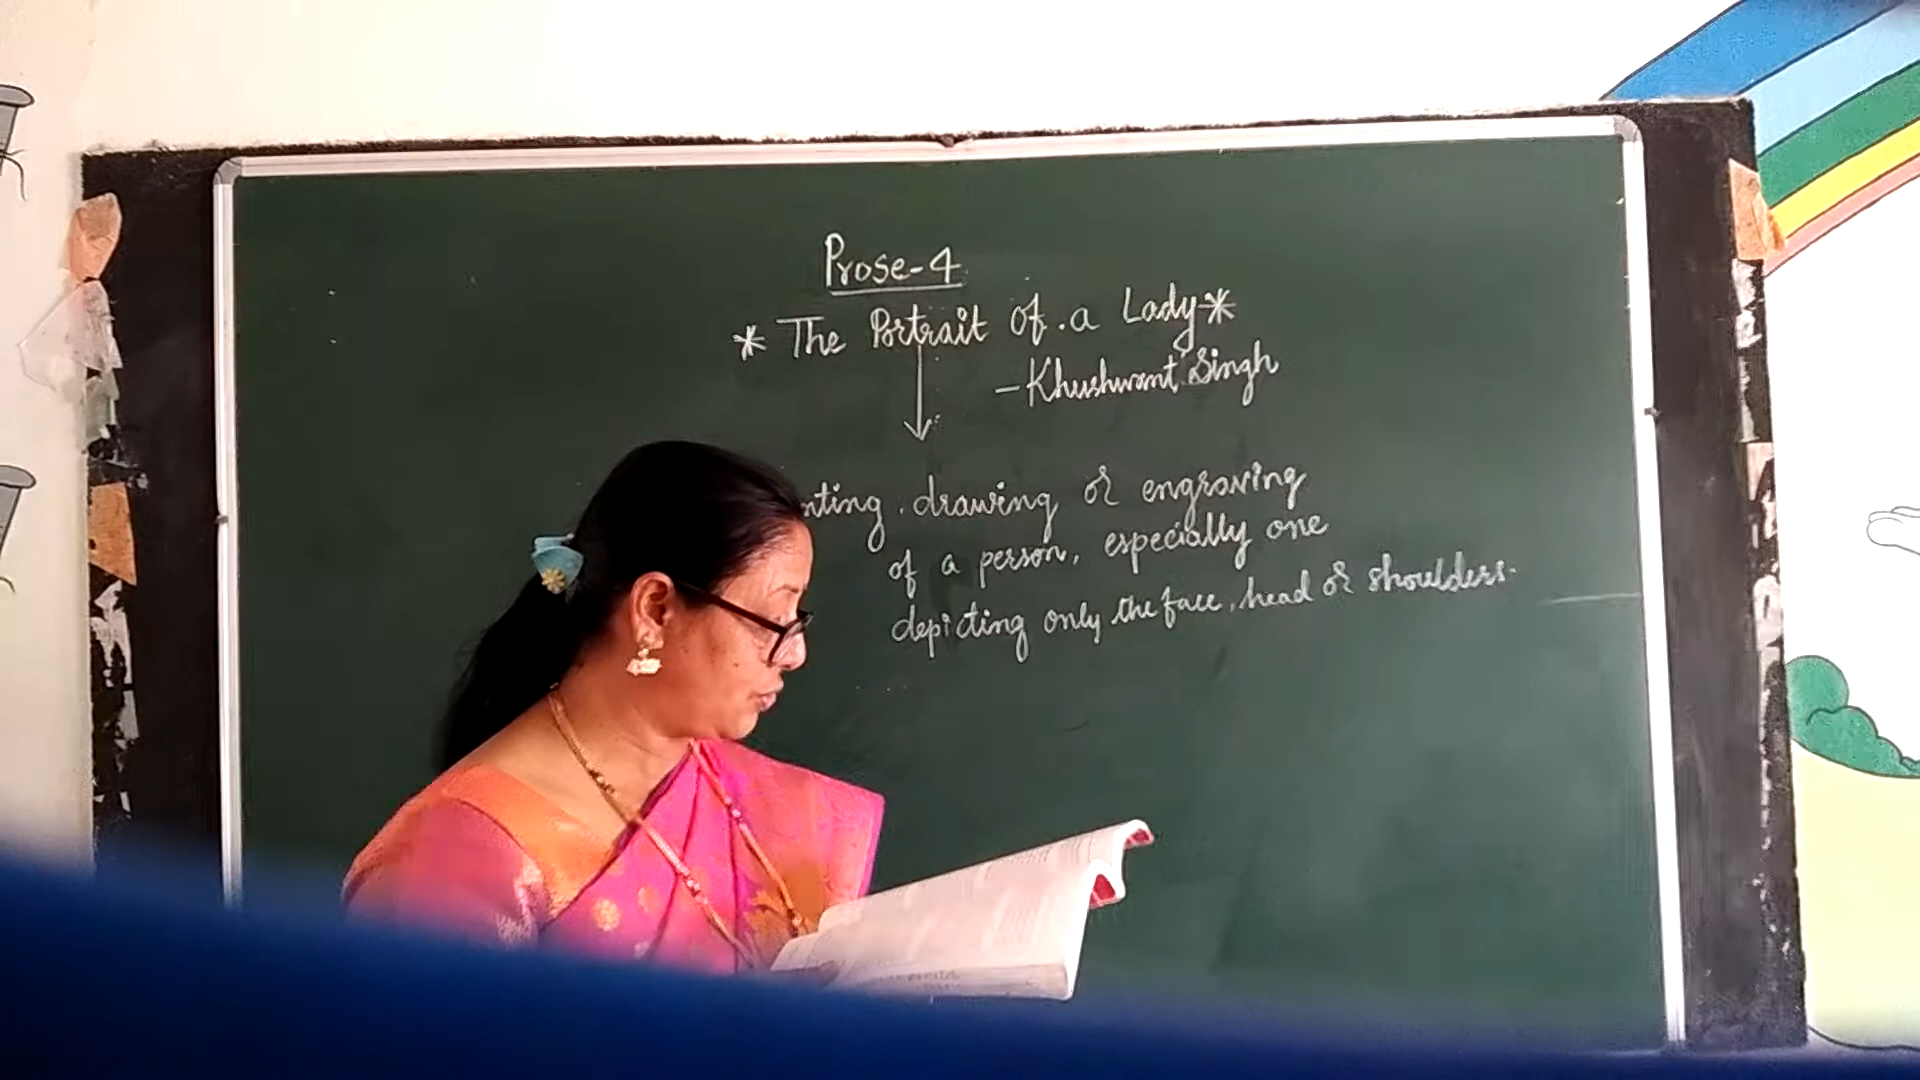 Prose-4
* The Portrait of a Lady *
- Khushwant Singh
nting, drawing or engraving
of a person, especially one
depicting only the face, head or shoulders.